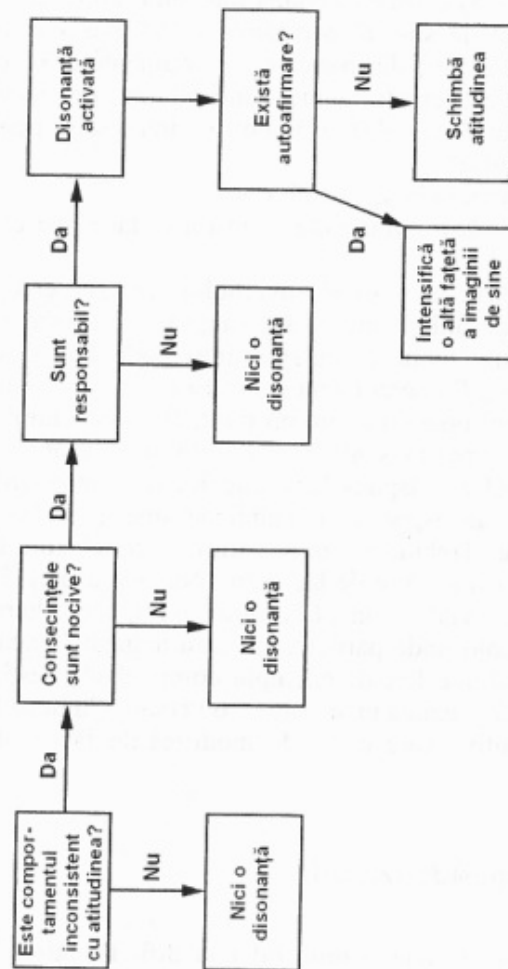 Este compor-
tamentul
inconsistent
cu atitudinea?
Da
Nu
Nici o
disonanță
Consecințele
sunt nocive?
Da
Nu
Nici o
disonanță
Sunt
responsabil?
Da
Nu
Nici o
disonanță
Disonanță
activată
Există
autoafirmare?
Da
Nu
Intensifică
o altă fațetă
a imaginii
de sine
Schimbă
atitudinea